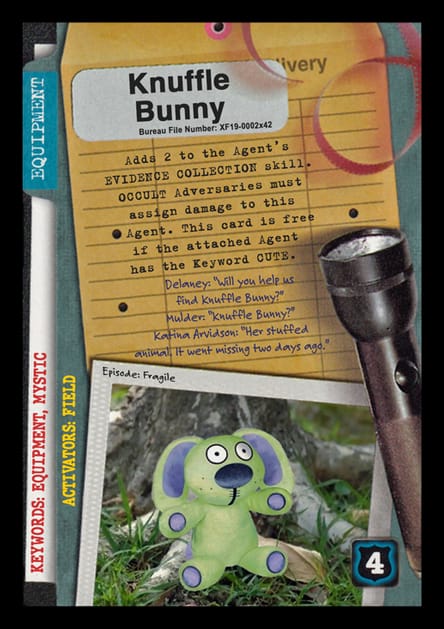 EQUIPMENT
ivery
Knuffle
Bunny
Bureau File Number: XF19-0002x42
Adds 2 to the Agent's
EVIDENCE COLLECTION skill.
OCCULT Adversaries must
assign damage to this
Agent. This card is free
if the attached Agent
has the Keyword CUTE.
Delaney: "Will you help us
find Knuffle Bunny?"
Mulder: "Knuffle Bunny?"
Katina Arvidson: "Her stuffed
animal. It went missing two days ago."
Episode: Fragile
KEYWORDS: EQUIPMENT, MYSTIC
ACTIVATORS: FIELD
4